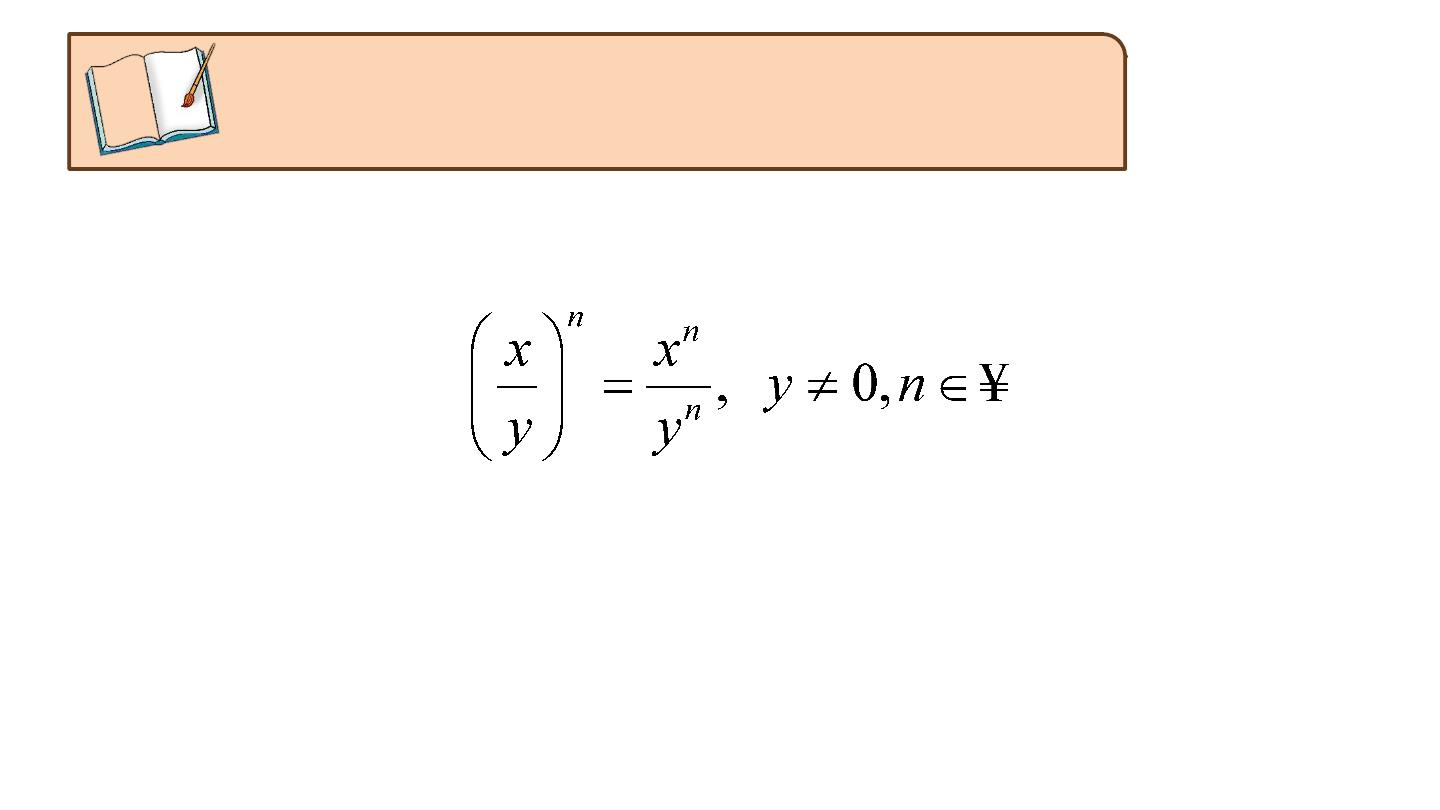 (x/y)^n = x^n/y^n, y ≠ 0, n ∈ ¥